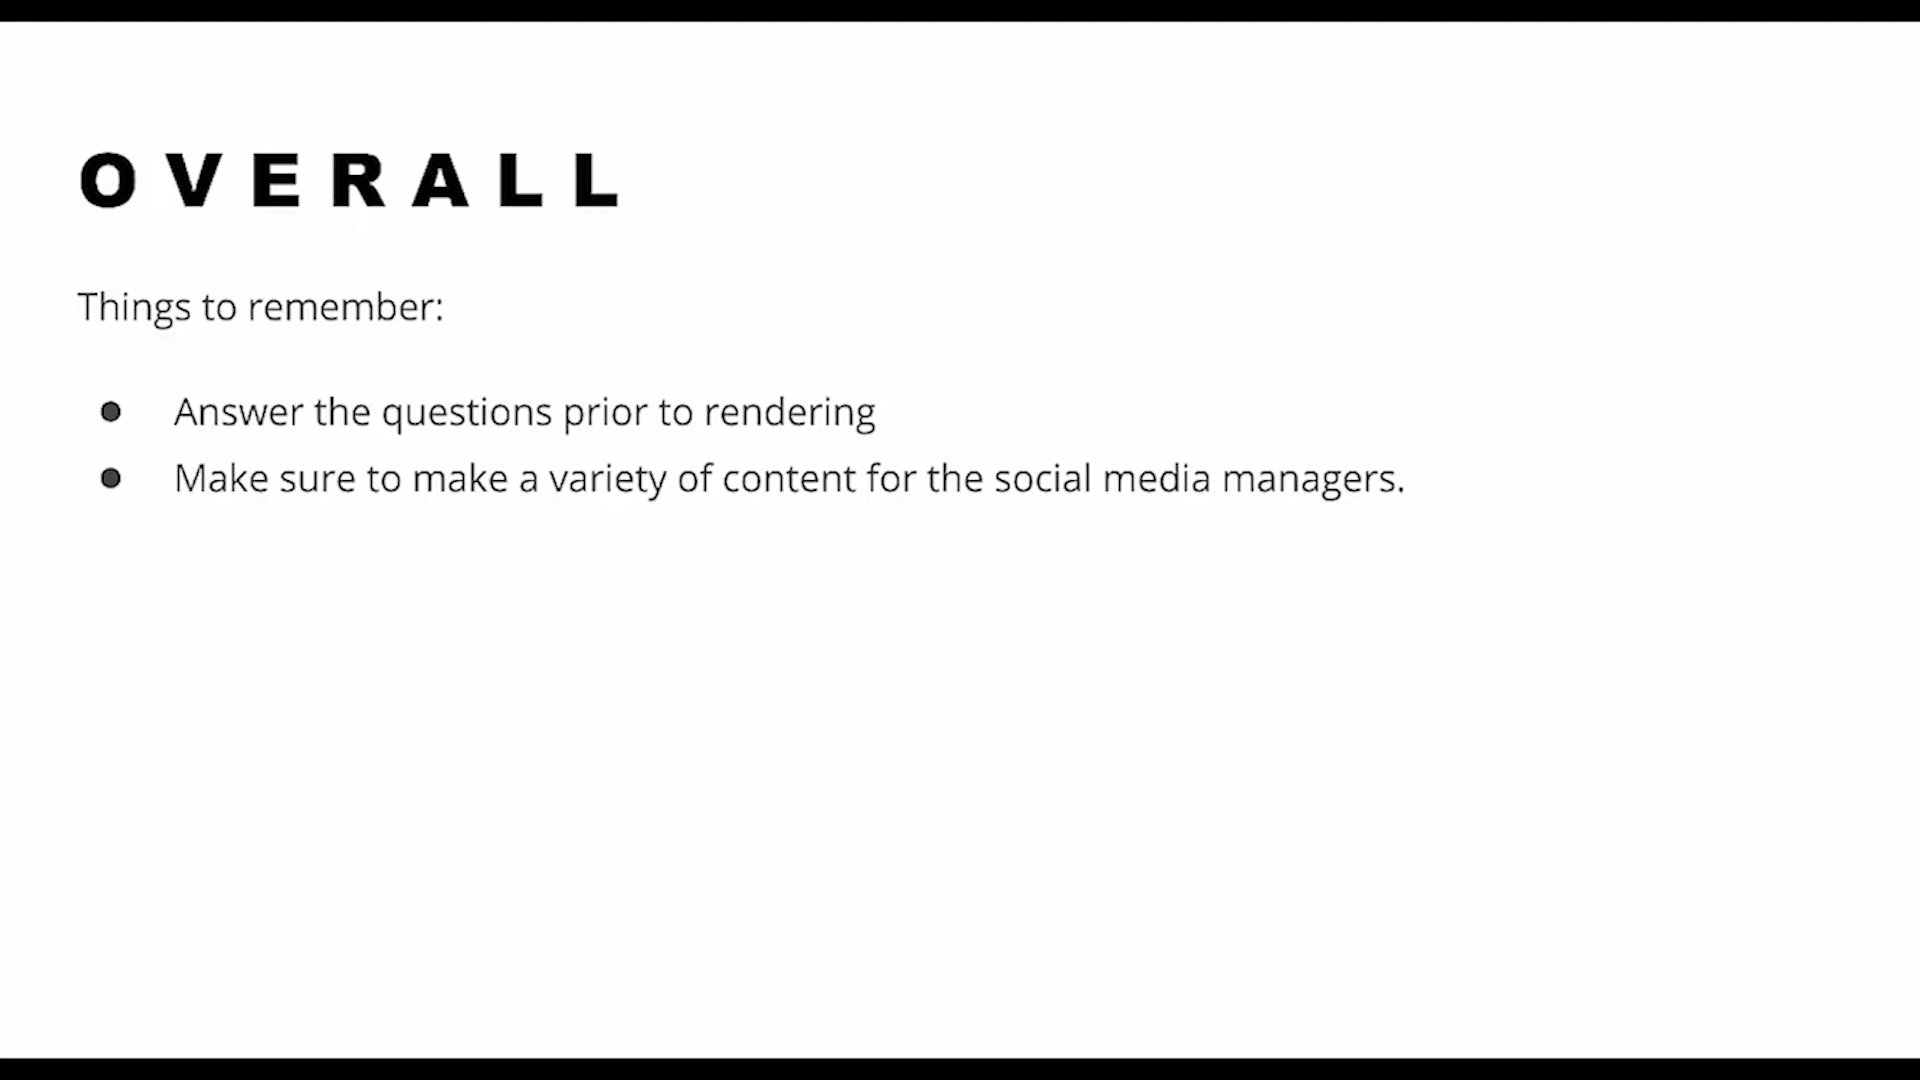 OVERALL
Things to remember:
● Answer the questions prior to rendering
● Make sure to make a variety of content for the social media managers.